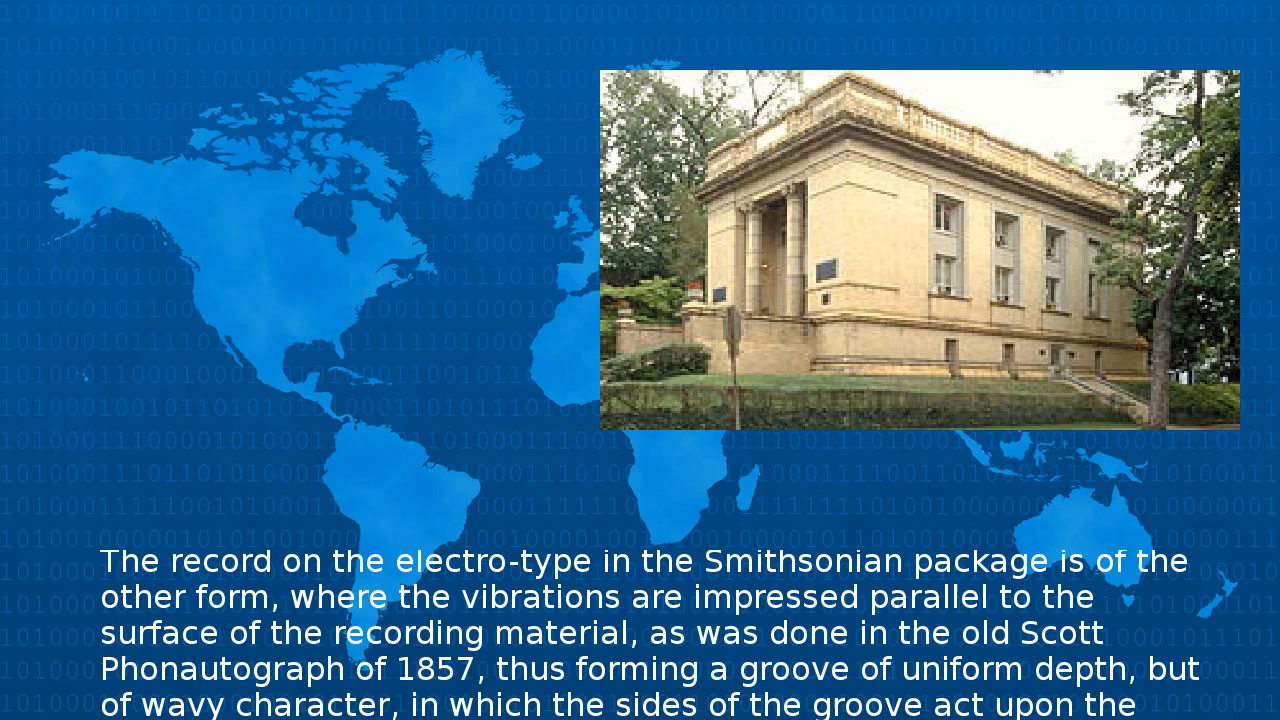 The record on the electro-type in the Smithsonian package is of the
other form, where the vibrations are impressed parallel to the
surface of the recording material, as was done in the old Scott
Phonautograph of 1857, thus forming a groove of uniform depth, but
of wavy character, in which the sides of the groove act upon the